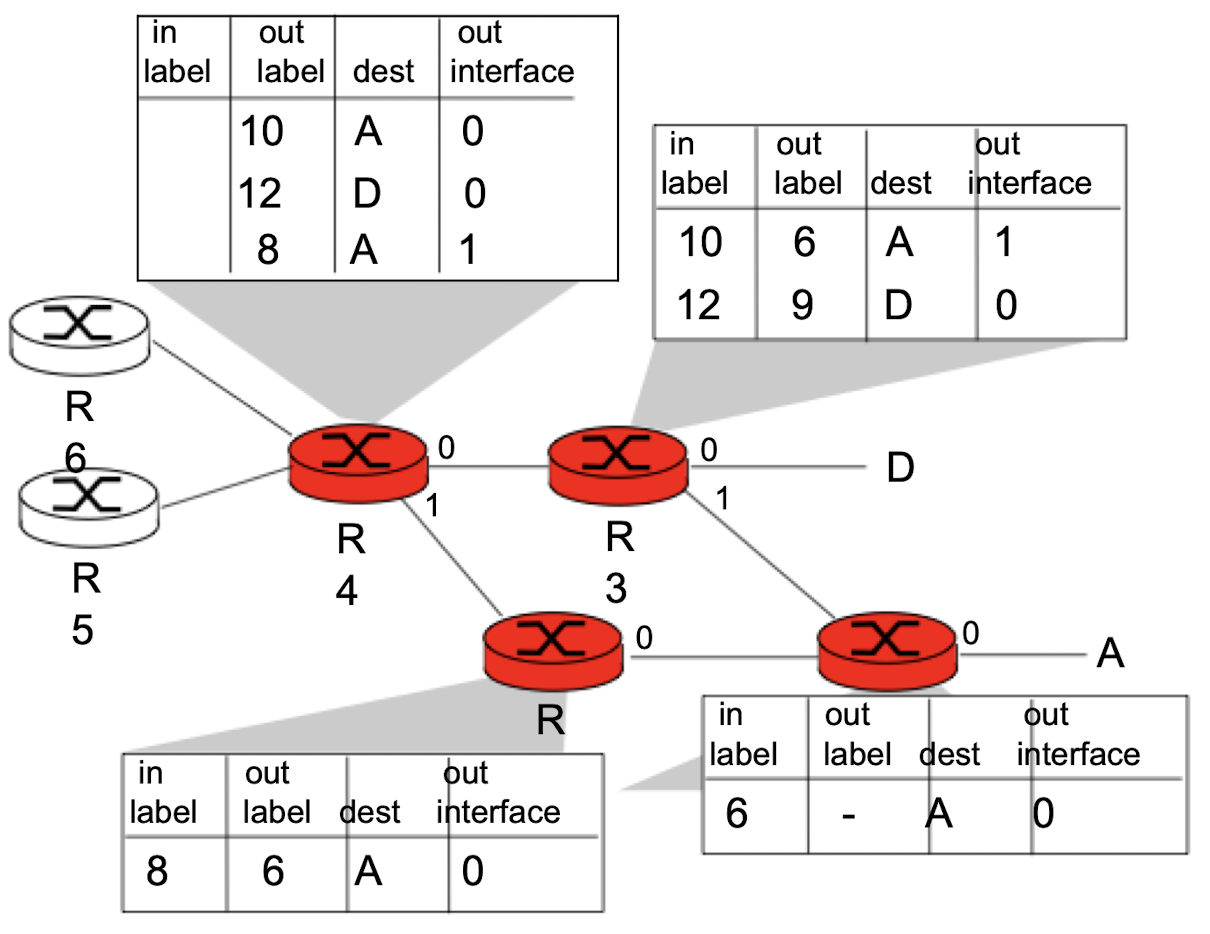 in out out
label label dest interface
10 A 0
12 D 0
8 A 1
in out out
label label dest interface
10 6 A 1
12 9 D 0
R
6
R
5
0
1
R
4
0
1
D
R
3
0
R
0
A
in out out
label label dest interface
8 6 A 0
in out out
label label dest interface
6 - A 0